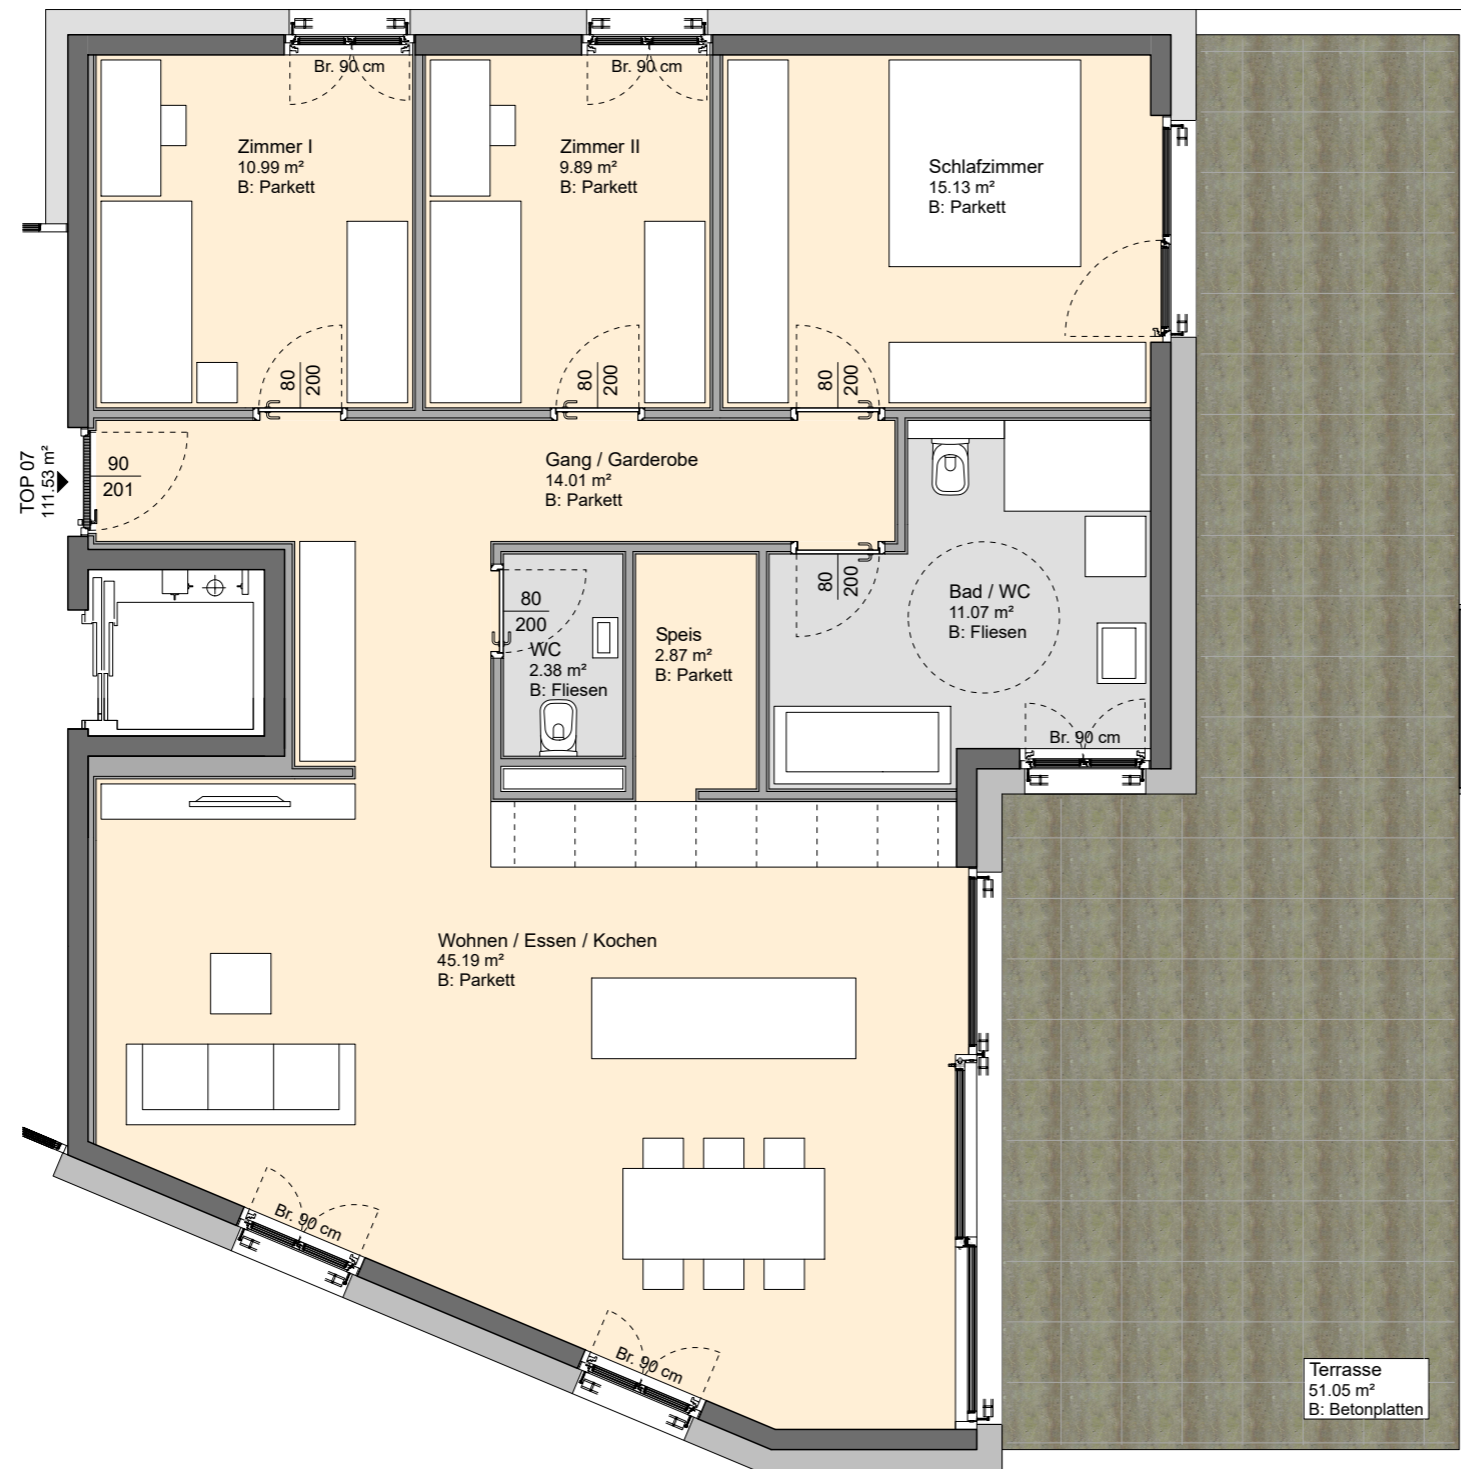 Br. 90 cm
Br. 90 cm
Zimmer I
10.99 m²
B: Parkett
Zimmer II
9.89 m²
B: Parkett
Schlafzimmer
15.13 m²
B: Parkett
80
200
80
200
80
200
TOP 07
111.53 m²
90
201
Gang / Garderobe
14.01 m²
B: Parkett
80
200
WC
2.38 m²
B: Fliesen
Speis
2.87 m²
B: Parkett
80
200
Bad / WC
11.07 m²
B: Fliesen
Br. 90 cm
Wohnen / Essen / Kochen
45.19 m²
B: Parkett
Br. 90 cm
Br. 90 cm
Terrasse
51.05 m²
B: Betonplatten